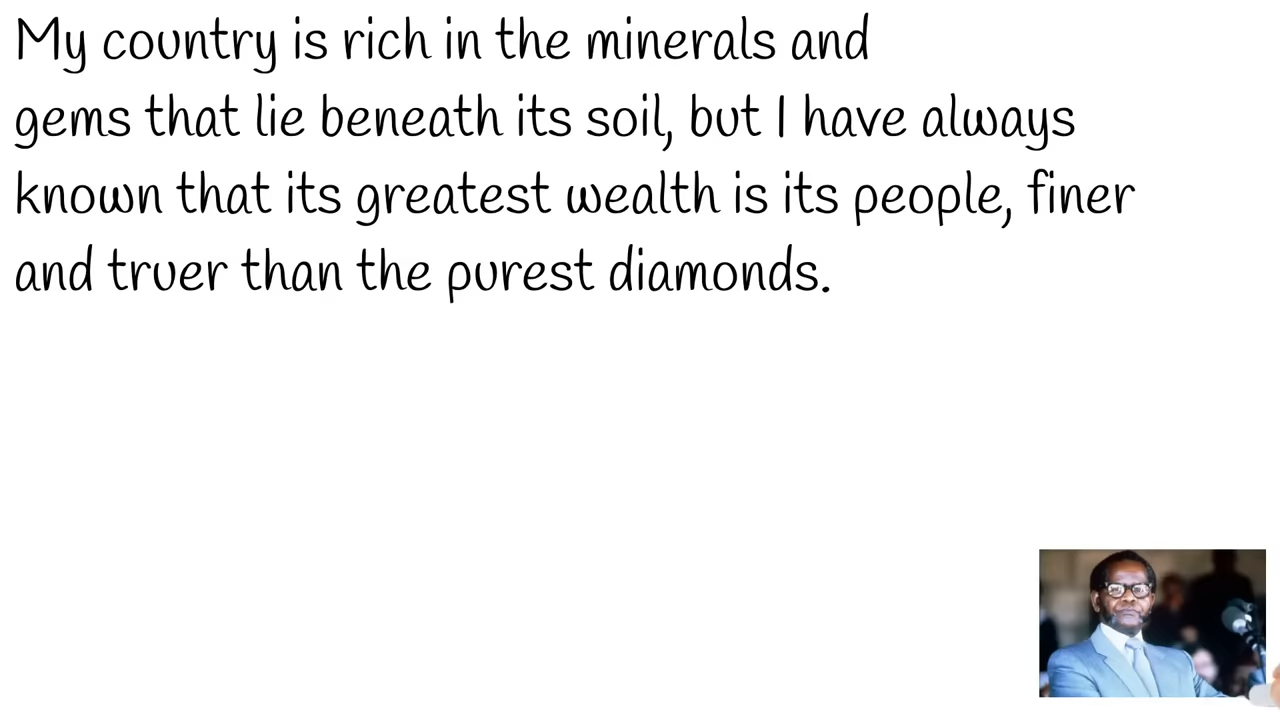 My country is rich in the minerals and
gems that lie beneath its soil, but I have always
known that its greatest wealth is its people, finer
and truer than the purest diamonds.